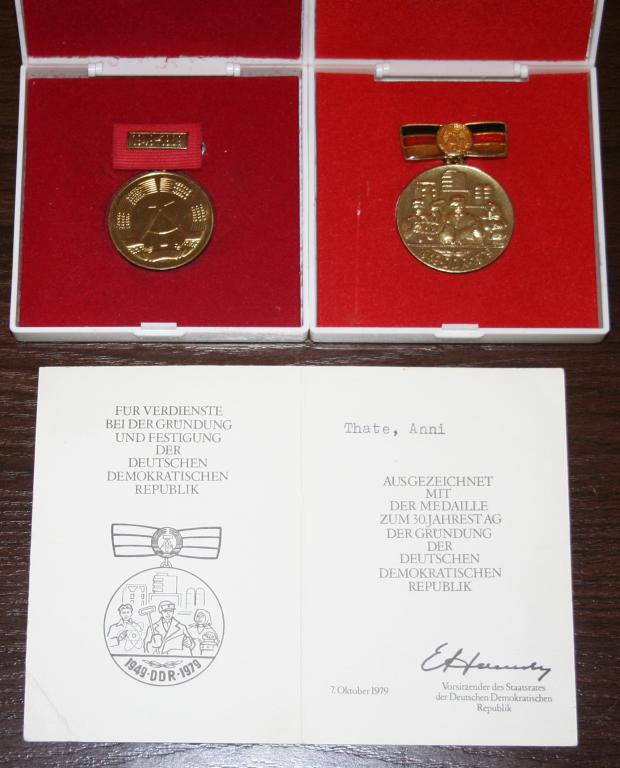 FÜR VERDIENSTE
BEI DER GRÜNDUNG
UND FESTIGUNG
DER
DEUTSCHEN
DEMOKRATISCHEN
REPUBLIK
1949·DDR·1979
Thate, Anni
AUSGEZEICHNET
MIT
DER MEDAILLE
ZUM 30. JAHRESTAG
DER GRÜNDUNG
DER
DEUTSCHEN
DEMOKRATISCHEN
REPUBLIK
7. Oktober 1979
Vorsitzender des Staatsrates
der Deutschen Demokratischen
Republik